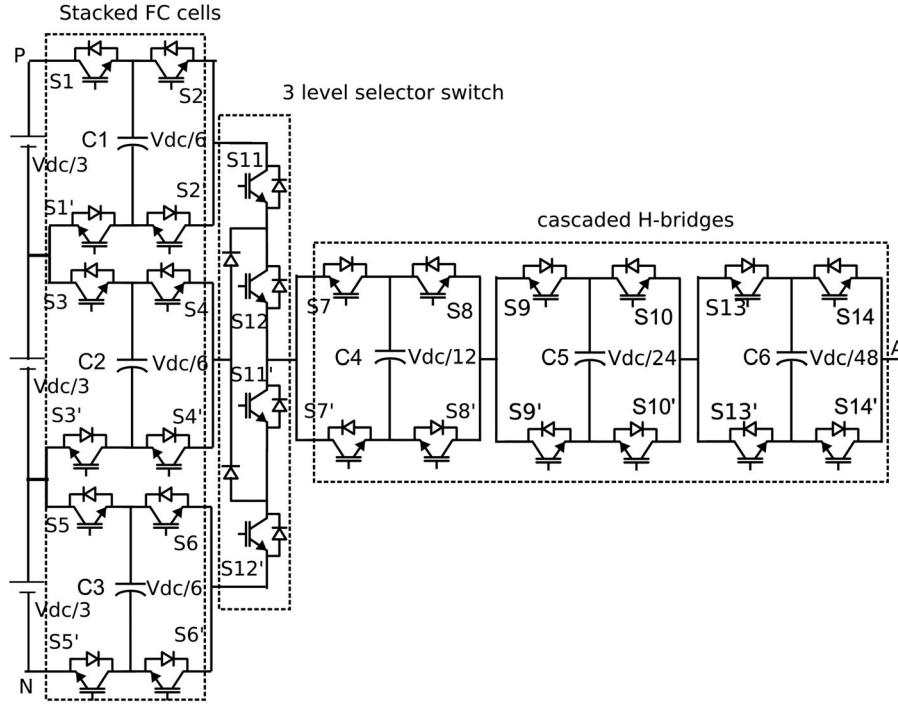 Stacked FC cells
P
S1
S2
3 level selector switch
C1
Vdc/6
S11
Vdc/3
S1'
S2
cascaded H-bridges
S3
S4
S12
S7
S8
S9
S10
S13
S14
C2
Vdc/6
S11'
C4
Vdc/12
C5
Vdc/24
C6
Vdc/48
A
Vdc/3
S3'
S4'
S7'
S8'
S9'
S10'
S13'
S14'
S5
S6
S12'
C3
Vdc/6
Vdc/3
S5'
S6'
N